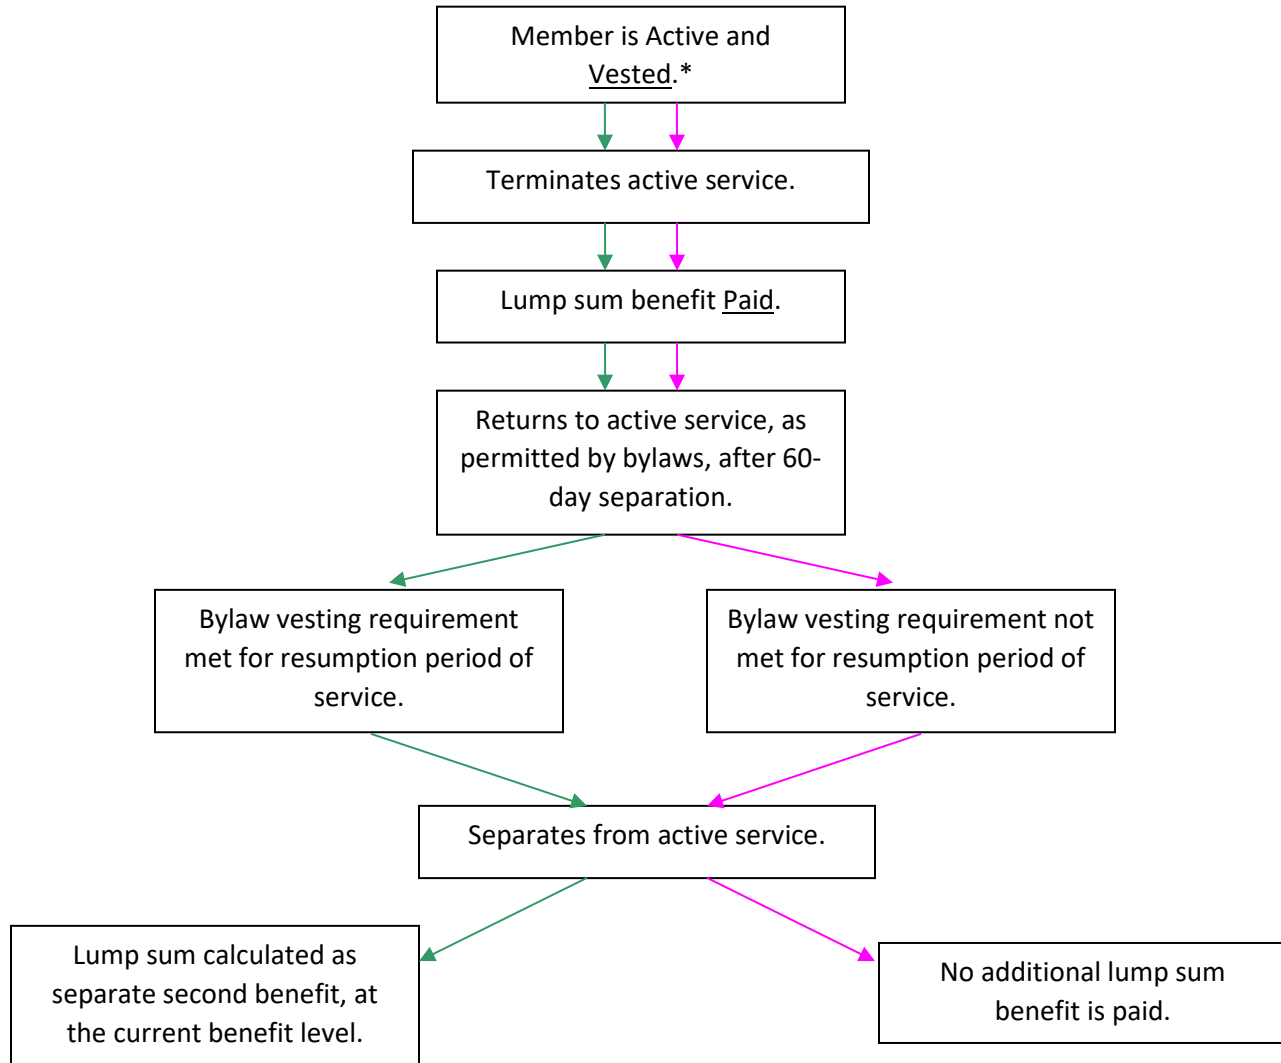 Member is Active and
Vested.*
Terminates active service.
Lump sum benefit Paid.
Returns to active service, as
permitted by bylaws, after 60-
day separation.
Bylaw vesting requirement
met for resumption period of
service.
Bylaw vesting requirement not
met for resumption period of
service.
Separates from active service.
Lump sum calculated as
separate second benefit, at
the current benefit level.
No additional lump sum
benefit is paid.